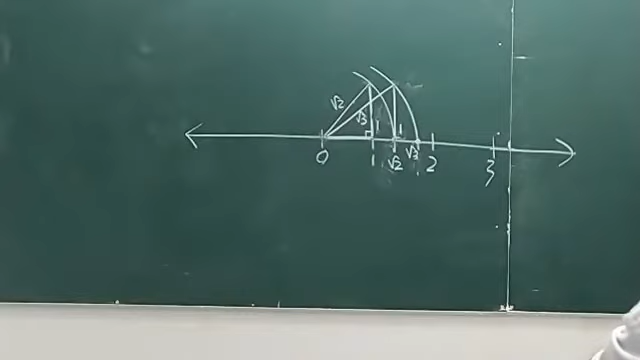 √2
√3
1 1
0 1 √2 √3 2 3